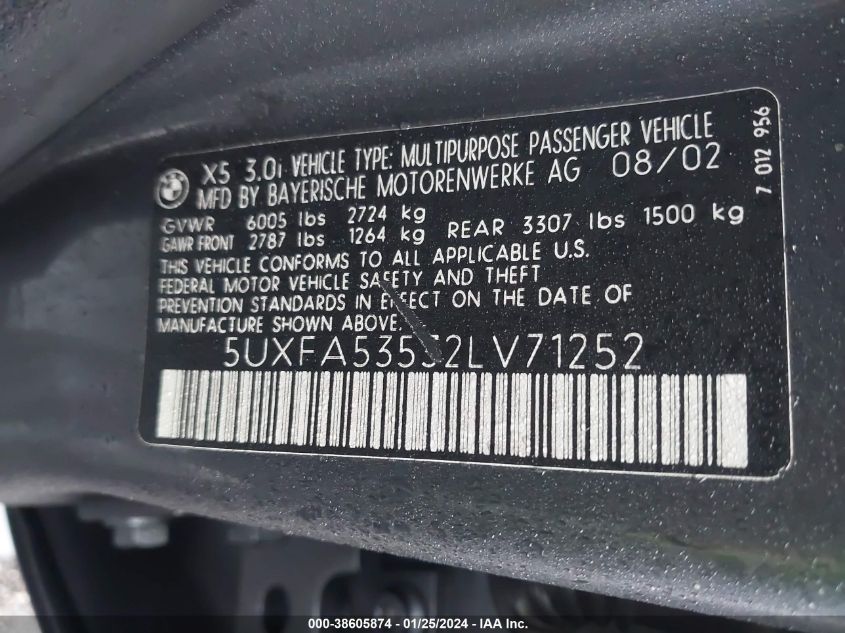 X5 3.0i VEHICLE TYPE: MULTIPURPOSE PASSENGER VEHICLE
MFD BY BAYERISCHE MOTORENWERKE AG 08/02
GVWR 6005 lbs 2724 kg
GAWR FRONT 2787 lbs 1264 kg REAR 3307 lbs 1500 kg
THIS VEHICLE CONFORMS TO ALL APPLICABLE U.S.
FEDERAL MOTOR VEHICLE SAFETY AND THEFT
PREVENTION STANDARDS IN EFFECT ON THE DATE OF
MANUFACTURE SHOWN ABOVE.
5UXFA53532LV71252
7 012 956
000-38605874 - 01/25/2024 - IAA Inc.